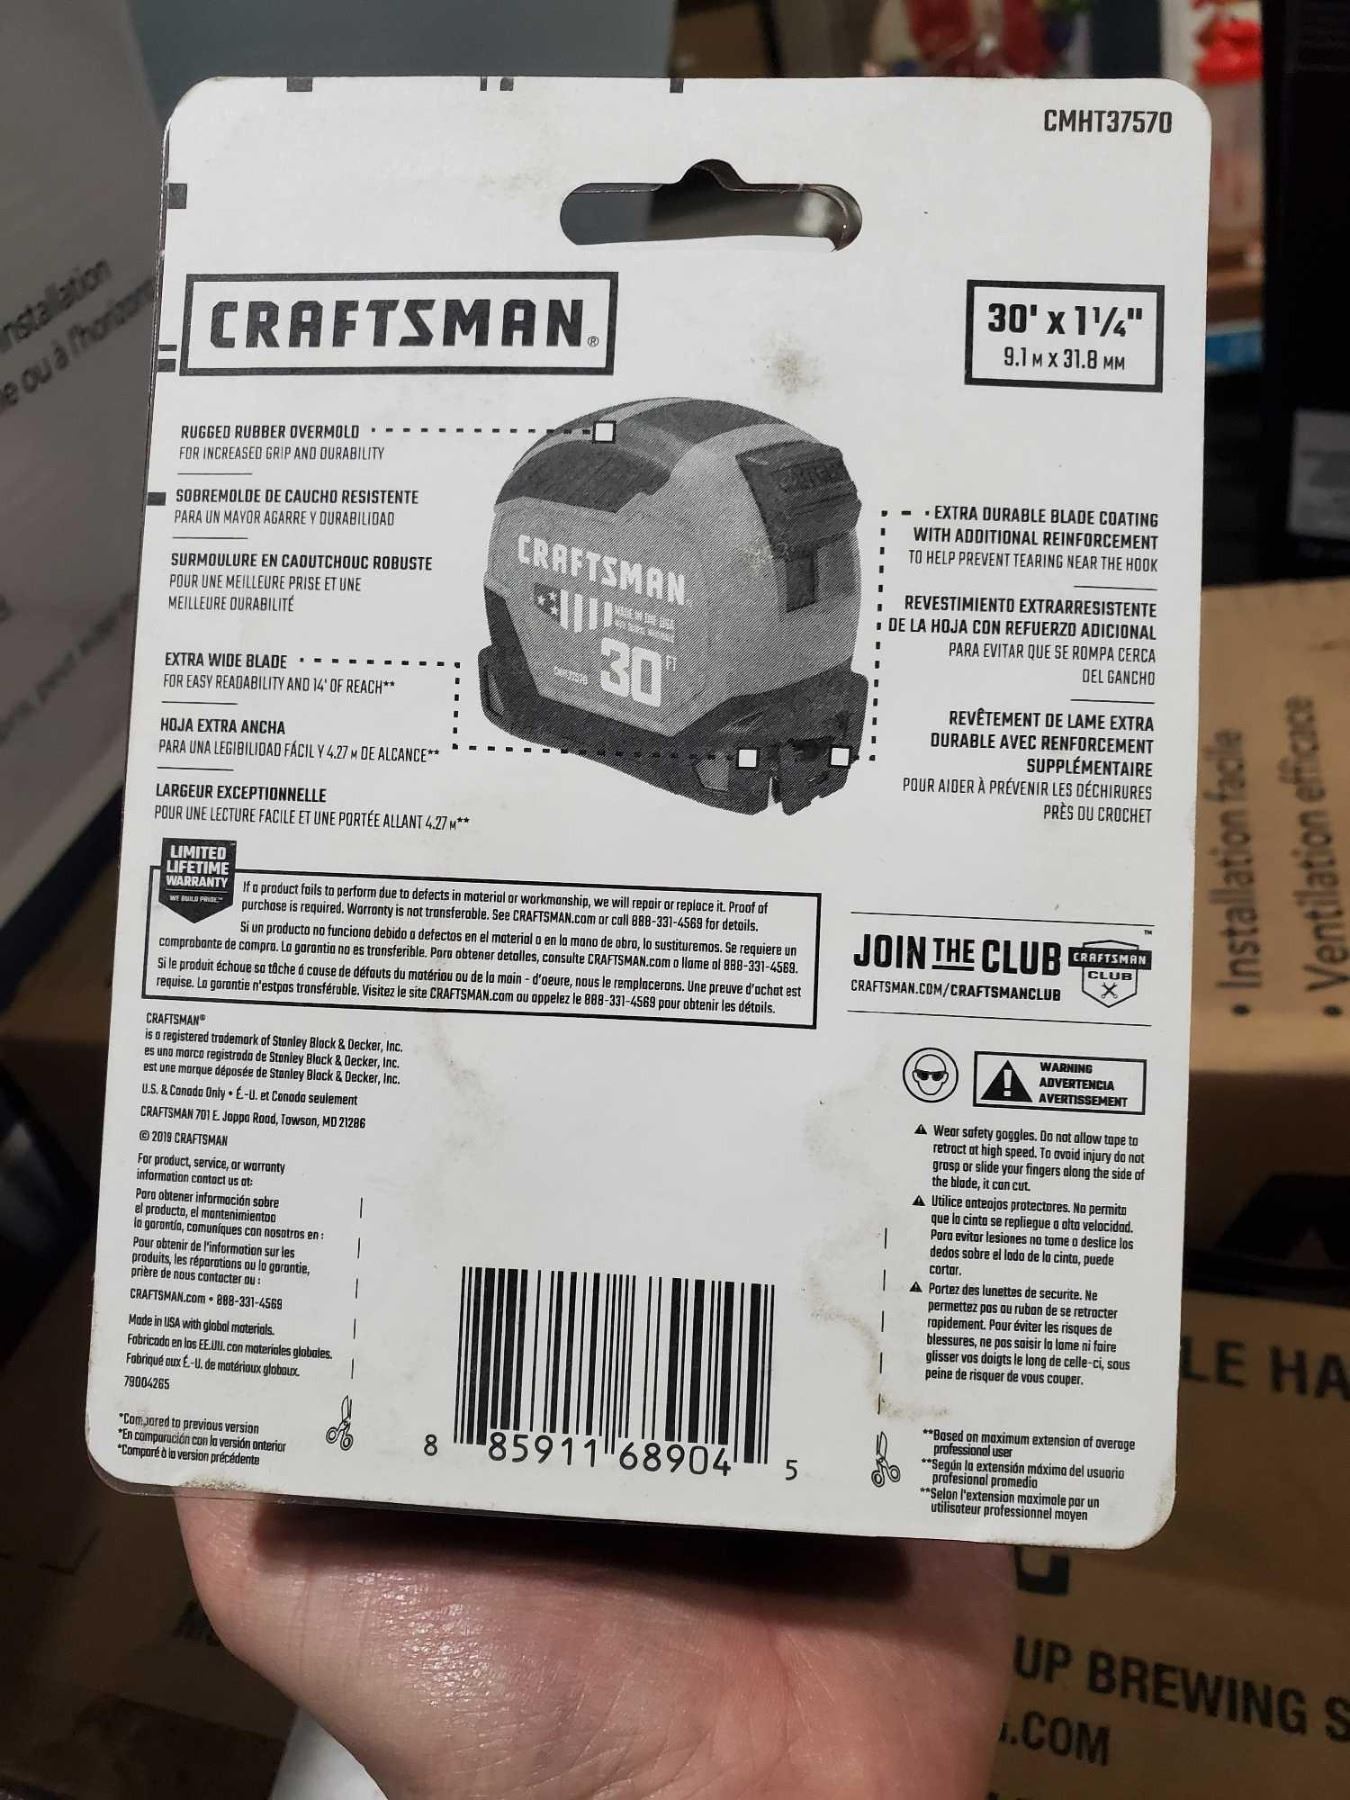 CMHT37570
CRAFTSMAN®
30' x 1 1/4"
9.1 M X 31.8 MM
RUGGED RUBBER OVERMOLD
FOR INCREASED GRIP AND DURABILITY
SOBREMOLDE DE CAUCHO RESISTENTE
PARA UN MAYOR AGARRE Y DURABILIDAD
SURMOULURE EN CAOUTCHOUC ROBUSTE
POUR UNE MEILLEURE PRISE ET UNE
MEILLEURE DURABILITÉ
EXTRA WIDE BLADE
FOR EASY READABILITY AND 14' OF REACH**
HOJA EXTRA ANCHA
PARA UNA LEGIBILIDAD FÁCIL Y 4.27 M DE ALCANCE**
LARGEUR EXCEPTIONNELLE
POUR UNE LECTURE FACILE ET UNE PORTÉE ALLANT 4.27 M**
CRAFTSMAN
MADE IN THE USA
30 FT
EXTRA DURABLE BLADE COATING
WITH ADDITIONAL REINFORCEMENT
TO HELP PREVENT TEARING NEAR THE HOOK
REVESTIMIENTO EXTRARRESISTENTE
DE LA HOJA CON REFUERZO ADICIONAL
PARA EVITAR QUE SE ROMPA CERCA
DEL GANCHO
REVÊTEMENT DE LAME EXTRA
DURABLE AVEC RENFORCEMENT
SUPPLÉMENTAIRE
POUR AIDER À PRÉVENIR LES DÉCHIRURES
PRÈS DU CROCHET
LIMITED
LIFETIME
WARRANTY
WE BUILD PRIDE™
If a product fails to perform due to defects in material or workmanship, we will repair or replace it. Proof of
purchase is required. Warranty is not transferable. See CRAFTSMAN.com or call 888-331-4569 for details.
Si un producto no funciona debido a defectos en el material o en la mano de obra, lo sustituremos. Se requiere un
comprobante de compra. La garantía no es transferible. Para obtener detalles, consulte CRAFTSMAN.com o llame al 888-331-4569.
Si le produit échoue sa tâche á cause de défauts du matériau ou de la main - d'oeure, nous le remplacerons. Une preuve d'achat est
requise. La garantie n'estpas transférable. Visitez le site CRAFTSMAN.com ou appelez le 888-331-4569 pour obtenir les détails.
JOIN THE CLUB
CRAFTSMAN.COM/CRAFTSMANCLUB
CRAFTSMAN™
CLUB
CRAFTSMAN®
is a registered trademark of Stanley Black & Decker, Inc.
es una marca registrada de Stanley Black & Decker, Inc.
est une marque déposée de Stanley Black & Decker, Inc.
U.S. & Canada Only • É.-U. et Canada seulement
CRAFTSMAN 701 E. Joppa Road, Towson, MD 21286
© 2019 CRAFTSMAN
For product, service, or warranty
information contact us at:
Para obtener información sobre
el producto, el mantenimientoo
la garantía, comuníques con nosotros en :
Pour obtenir de l'information sur les
produits, les réparations ou la garantie,
prière de nous contacter au :
CRAFTSMAN.com • 888-331-4569
Made in USA with global materials.
Fabricado en los EE.UU. con materiales globales.
Fabriqué aux É.-U. de matériaux globaux.
79004265
*Compared to previous version
*En comparación con la versión anterior
*Comparé à la version précédente
8 85911 68904 5
WARNING
ADVERTENCIA
AVERTISSEMENT
Wear safety goggles. Do not allow tape to
retract at high speed. To avoid injury do not
grasp or slide your fingers along the side of
the blade, it can cut.
Utilice anteojos protectores. No permita
que la cinta se repliegue a alta velocidad.
Para evitar lesiones no tome o deslice los
dedos sobre el lado de la cinta, puede
cortar.
Portez des lunettes de securite. Ne
permettez pas au ruban de se retracter
rapidement. Pour éviter les risques de
blessures, ne pas saisir la lame ni faire
glisser vos doigts le long de celle-ci, sous
peine de risquer de vous couper.
**Based on maximum extension of average
professional user
**Según la extensión máxima del usuario
profesional promedio
**Selon l'extension maximale par un
utilisateur professionnel moyen
nstallation
e ou à l'horizon
• Installation facile
• Ventilation efficace
LE HA
UP BREWING S
.COM